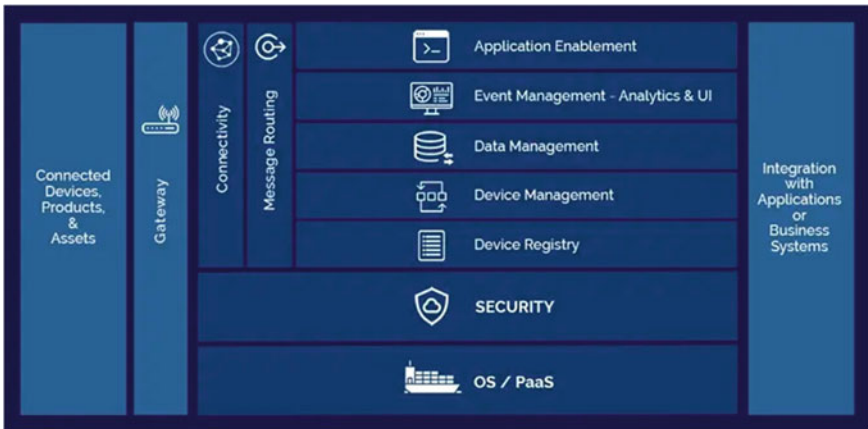 Connected
Devices,
Products,
&
Assets
Gateway
Connectivity
Message Routing
Application Enablement
Event Management - Analytics & UI
Data Management
Device Management
Device Registry
SECURITY
OS / PaaS
Integration
with
Applications
or
Business
Systems